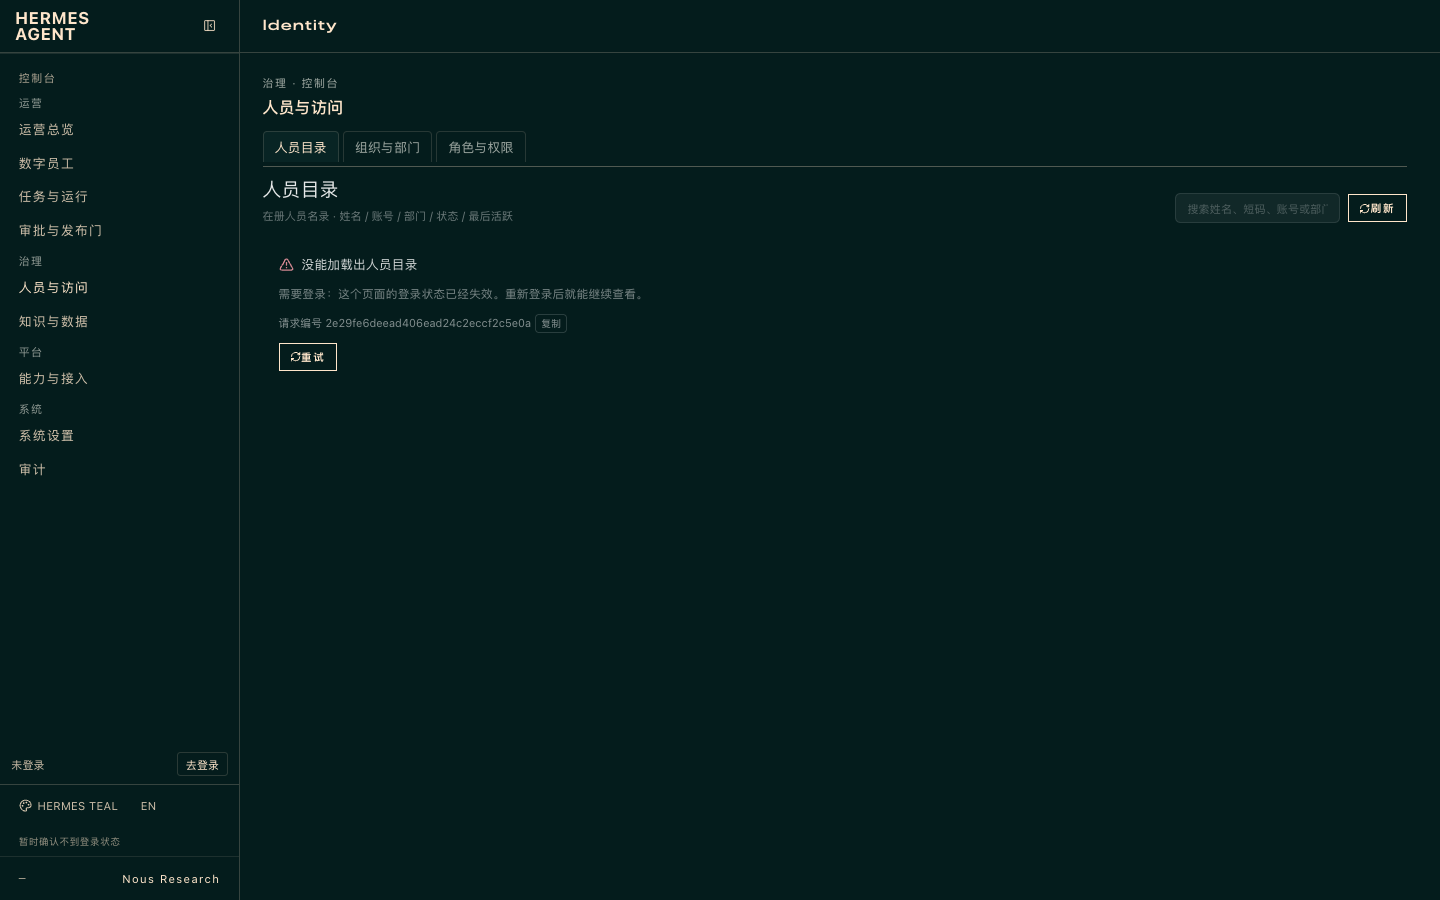 HERMES
AGENT
Identity
控制台
运营
运营总览
数字员工
任务与运行
审批与发布门
治理
人员与访问
知识与数据
平台
能力与接入
系统
系统设置
审计
未登录
去登录
HERMES TEAL
EN
暂时确认不到登录状态
–
Nous Research
治理 · 控制台
人员与访问
人员目录
组织与部门
角色与权限
人员目录
在册人员名录 · 姓名 / 账号 / 部门 / 状态 / 最后活跃
搜索姓名、短码、账号或部门
刷新
没能加载出人员目录
需要登录：这个页面的登录状态已经失效。重新登录后就能继续查看。
请求编号 2e29fe6deead406ead24c2eccf2c5e0a
复制
重试